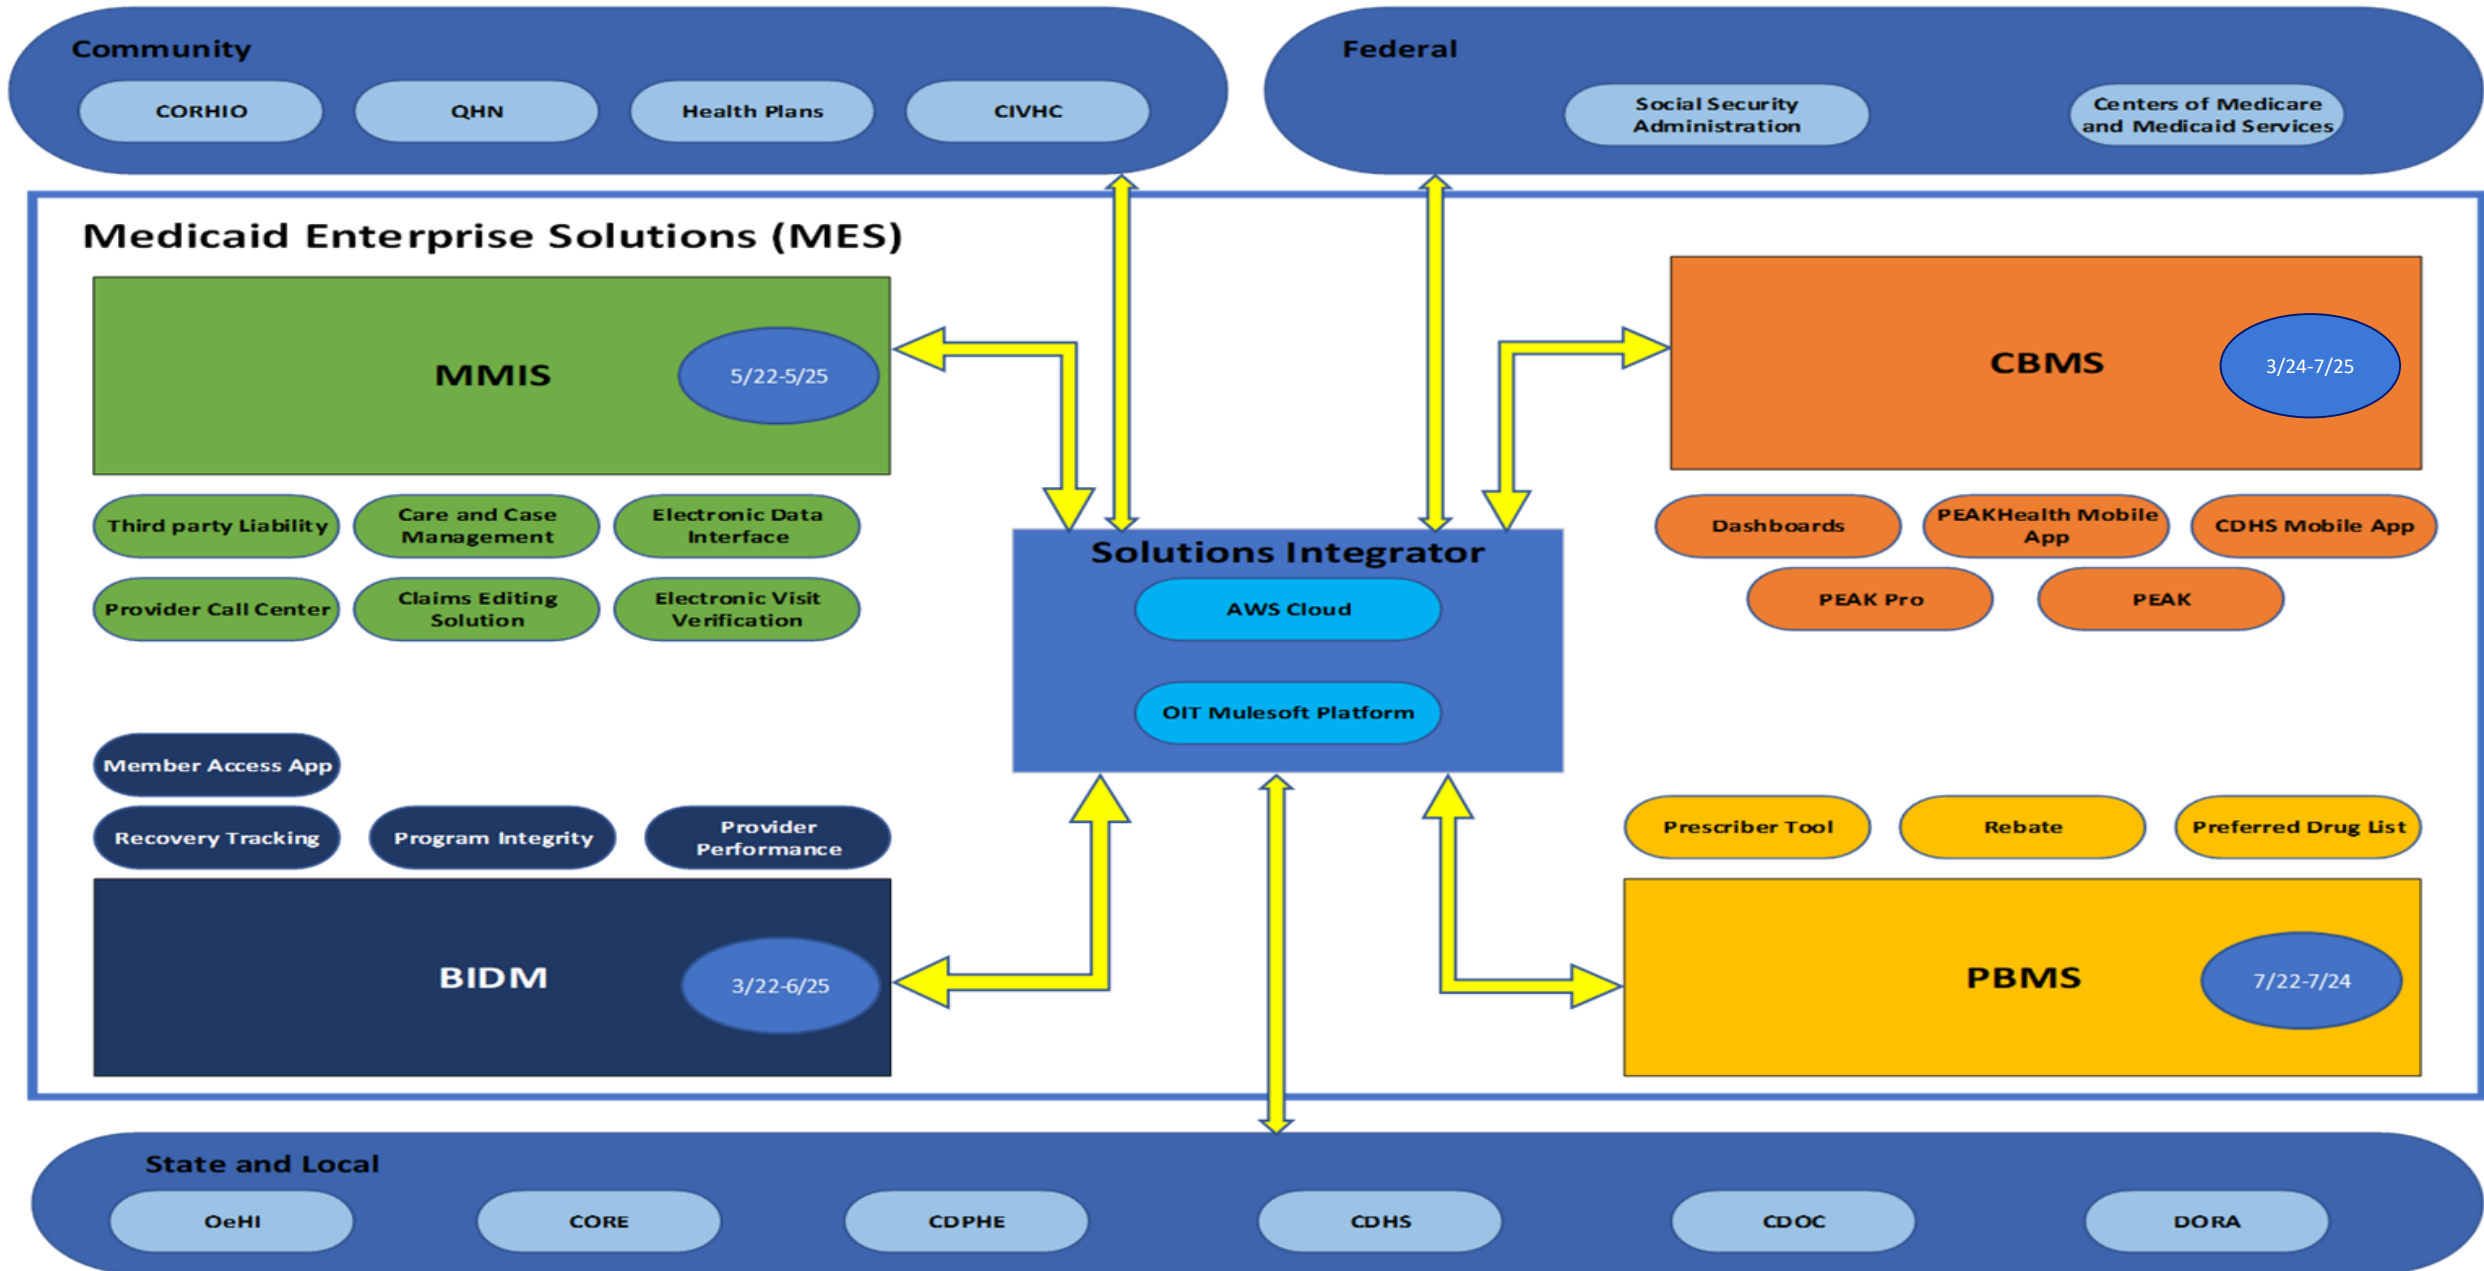 Community
CORHIO
QHN
Health Plans
CIVHC
Federal
Social Security
Administration
Centers of Medicare
and Medicaid Services
Medicaid Enterprise Solutions (MES)
MMIS
5/22-5/25
CBMS
3/24-7/25
Third party Liability
Care and Case
Management
Electronic Data
Interface
Provider Call Center
Claims Editing
Solution
Electronic Visit
Verification
Dashboards
PEAKHealth Mobile
App
CDHS Mobile App
PEAK Pro
PEAK
Solutions Integrator
AWS Cloud
OIT Mulesoft Platform
Member Access App
Recovery Tracking
Program Integrity
Provider
Performance
BIDM
3/22-6/25
Prescriber Tool
Rebate
Preferred Drug List
PBMS
7/22-7/24
State and Local
OeHI
CORE
CDPHE
CDHS
CDOC
DORA